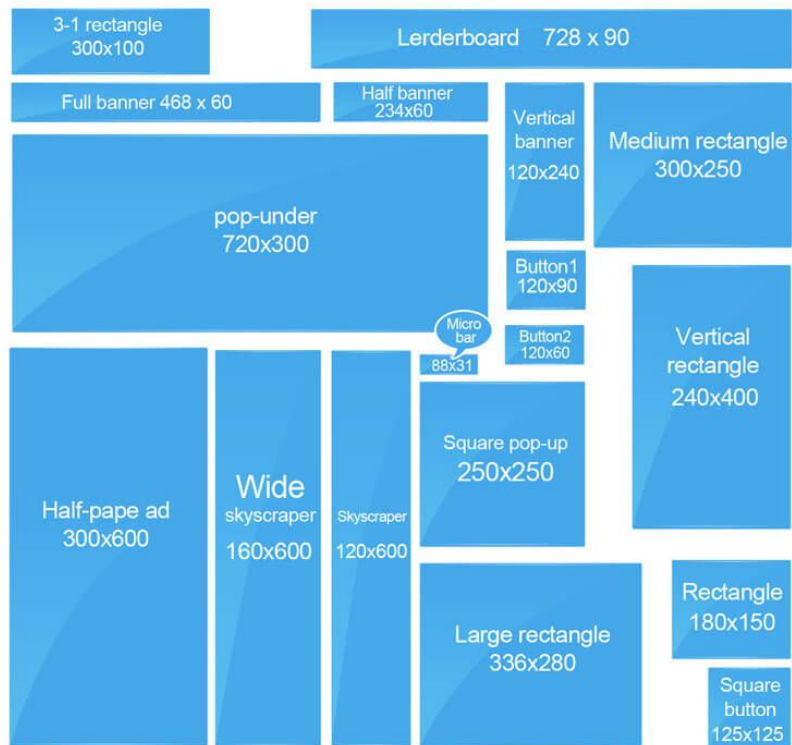 3-1 rectangle
300x100
Lerderboard 728 x 90
Full banner 468 x 60
Half banner
234x60
Vertical
banner
120x240
Medium rectangle
300x250
pop-under
720x300
Button1
120x90
Micro
bar
88x31
Button2
120x60
Vertical
rectangle
240x400
Half-pape ad
300x600
Wide
skyscraper
160x600
Skyscraper
120x600
Square pop-up
250x250
Large rectangle
336x280
Rectangle
180x150
Square
button
125x125